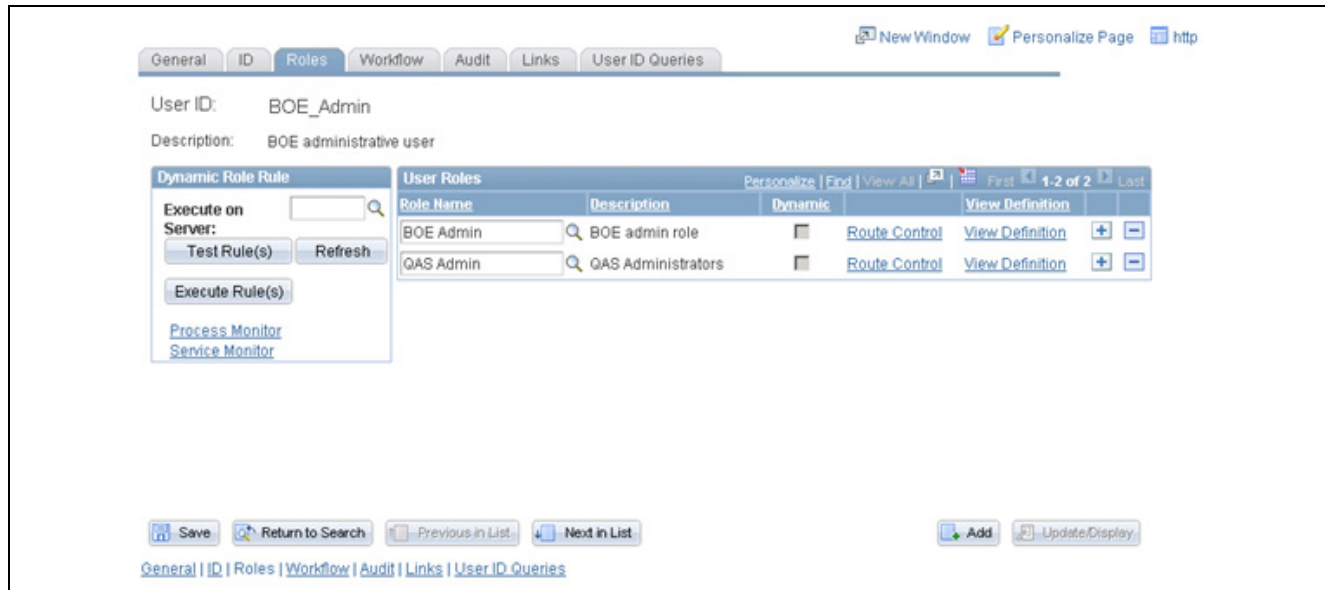 New Window Personalize Page http
General ID Roles Workflow Audit Links User ID Queries
User ID: BOE_Admin
Description: BOE administrative user
Dynamic Role Rule
Execute on
Server:
Test Rule(s) Refresh
Execute Rule(s)
Process Monitor
Service Monitor
User Roles Personalize | Find | View All | | First 1-2 of 2 Last
Role Name Description Dynamic View Definition
BOE Admin BOE admin role Route Control View Definition
QAS Admin QAS Administrators Route Control View Definition
Save Return to Search Previous in List Next in List Add Update/Display
General | ID | Roles | Workflow | Audit | Links | User ID Queries